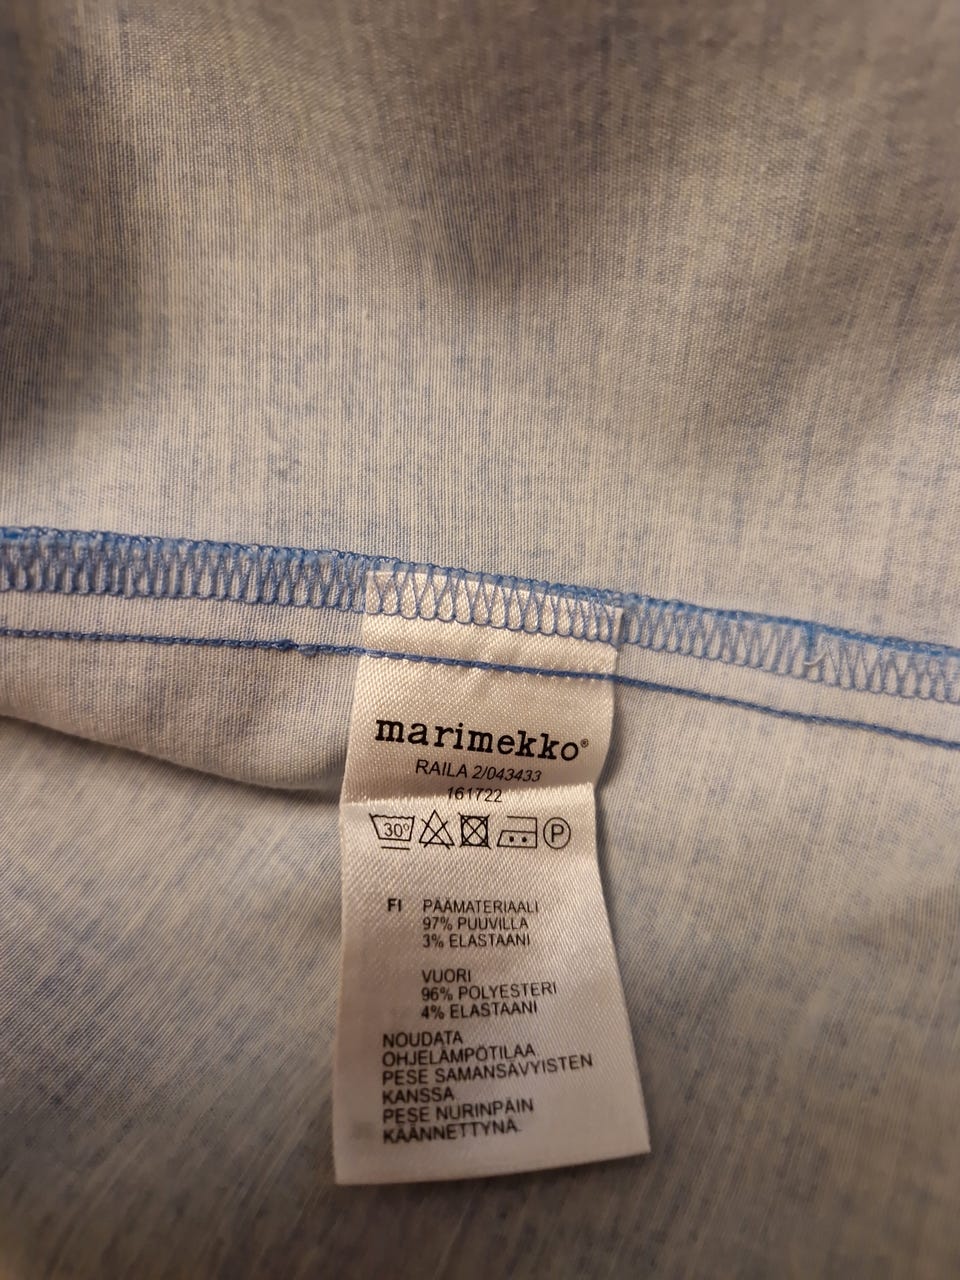 marimekko®
RAILA 2/043433
161722
30° P
FI PÄÄMATERIAALI
97% PUUVILLA
3% ELASTAANI
VUORI
96% POLYESTERI
4% ELASTAANI
NOUDATA
OHJELÄMPÖTILAA.
PESE SAMANSÄVYISTEN
KANSSA.
PESE NURINPÄIN
KÄÄNNETTYNÄ.